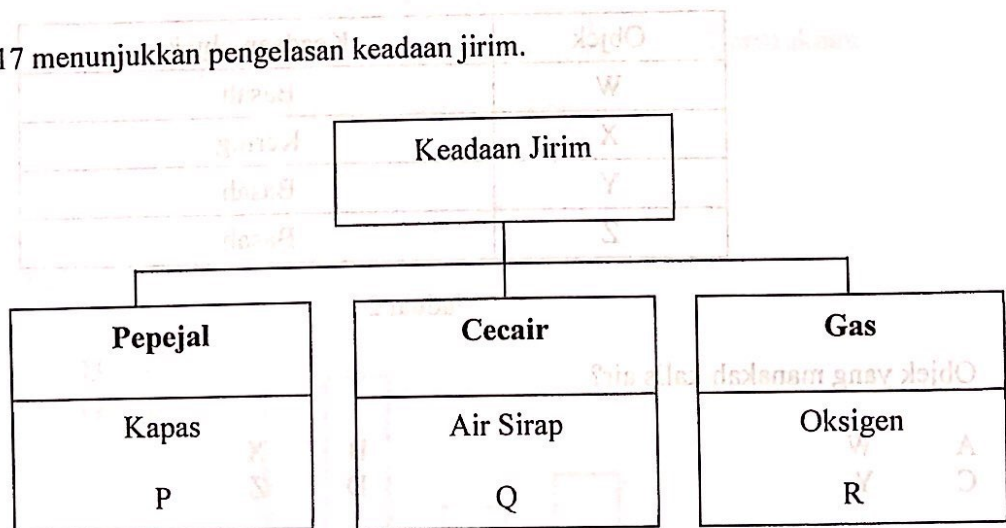 17 menunjukkan pengelasan keadaan jirim.
Keadaan Jirim
Pepejal
Cecair
Gas
Kapas
Air Sirap
Oksigen
P
Q
R